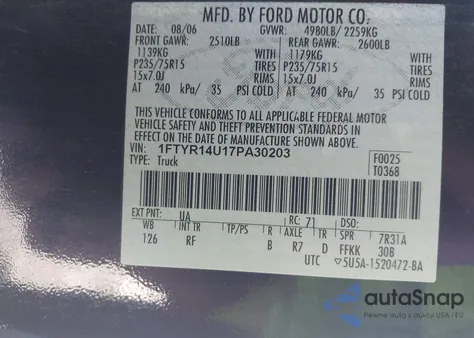 MFD. BY FORD MOTOR CO.
DATE: 08/06 GVWR: 4980LB/ 2259KG
FRONT GAWR: 2510LB REAR GAWR: 2600LB
1139KG WITH 1179KG WITH
P235/75R15 TIRES P235/75R15 TIRES
15x7.0J RIMS 15x7.0J RIMS
AT 240 kPa/ 35 PSI COLD AT 240 kPa/ 35 PSI COLD
THIS VEHICLE CONFORMS TO ALL APPLICABLE FEDERAL MOTOR
VEHICLE SAFETY AND THEFT PREVENTION STANDARDS IN
EFFECT ON THE DATE OF MANUFACTURE SHOWN ABOVE.
VIN: 1FTYR14U17PA30203
TYPE: Truck
F0025
T0368
EXT PNT: UA RC: 71 DSO:
WB INT TR TP/PS R AXLE TR SPR 7R31A
126 RF B R7 D FFKK 30B
UTC ▽5U5A-1520472-BA
autoSnap
Pewne auta z aukcji USA i EU